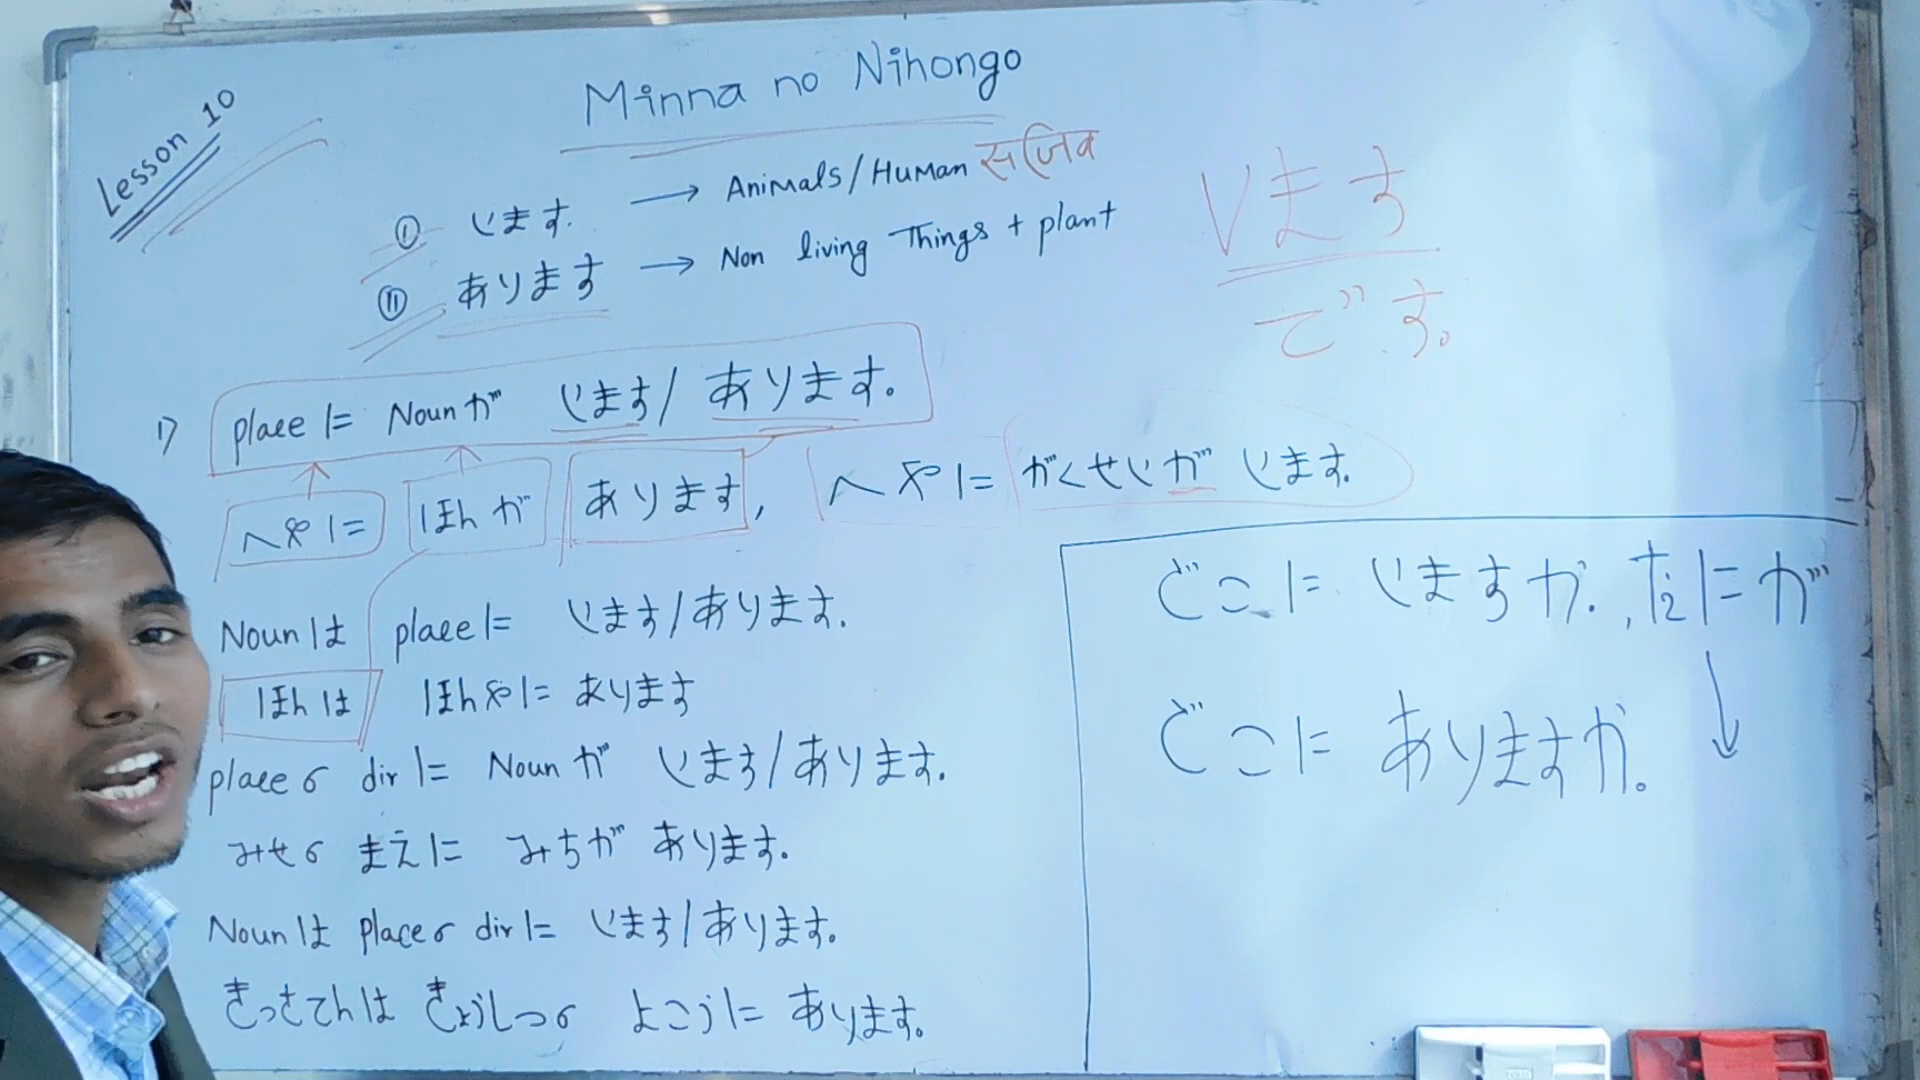 Lesson 10
Minna no Nihongo
① います. → Animals/Human सजिव
② あります → Non living Things + plant
Vます
です。
1) place に Noun が います/あります。
へやに ほんが あります, へやに がくせいが います.
Noun は place に います/あります.
ほんは ほんやに あります
place の dir に Noun が います/あります.
みせの まえに みちが あります.
Noun は place の dir に います/あります.
きっさてんは きょうしつの よこうに あります.
どこに いますか. , なに が
どこに ありますか.
↓